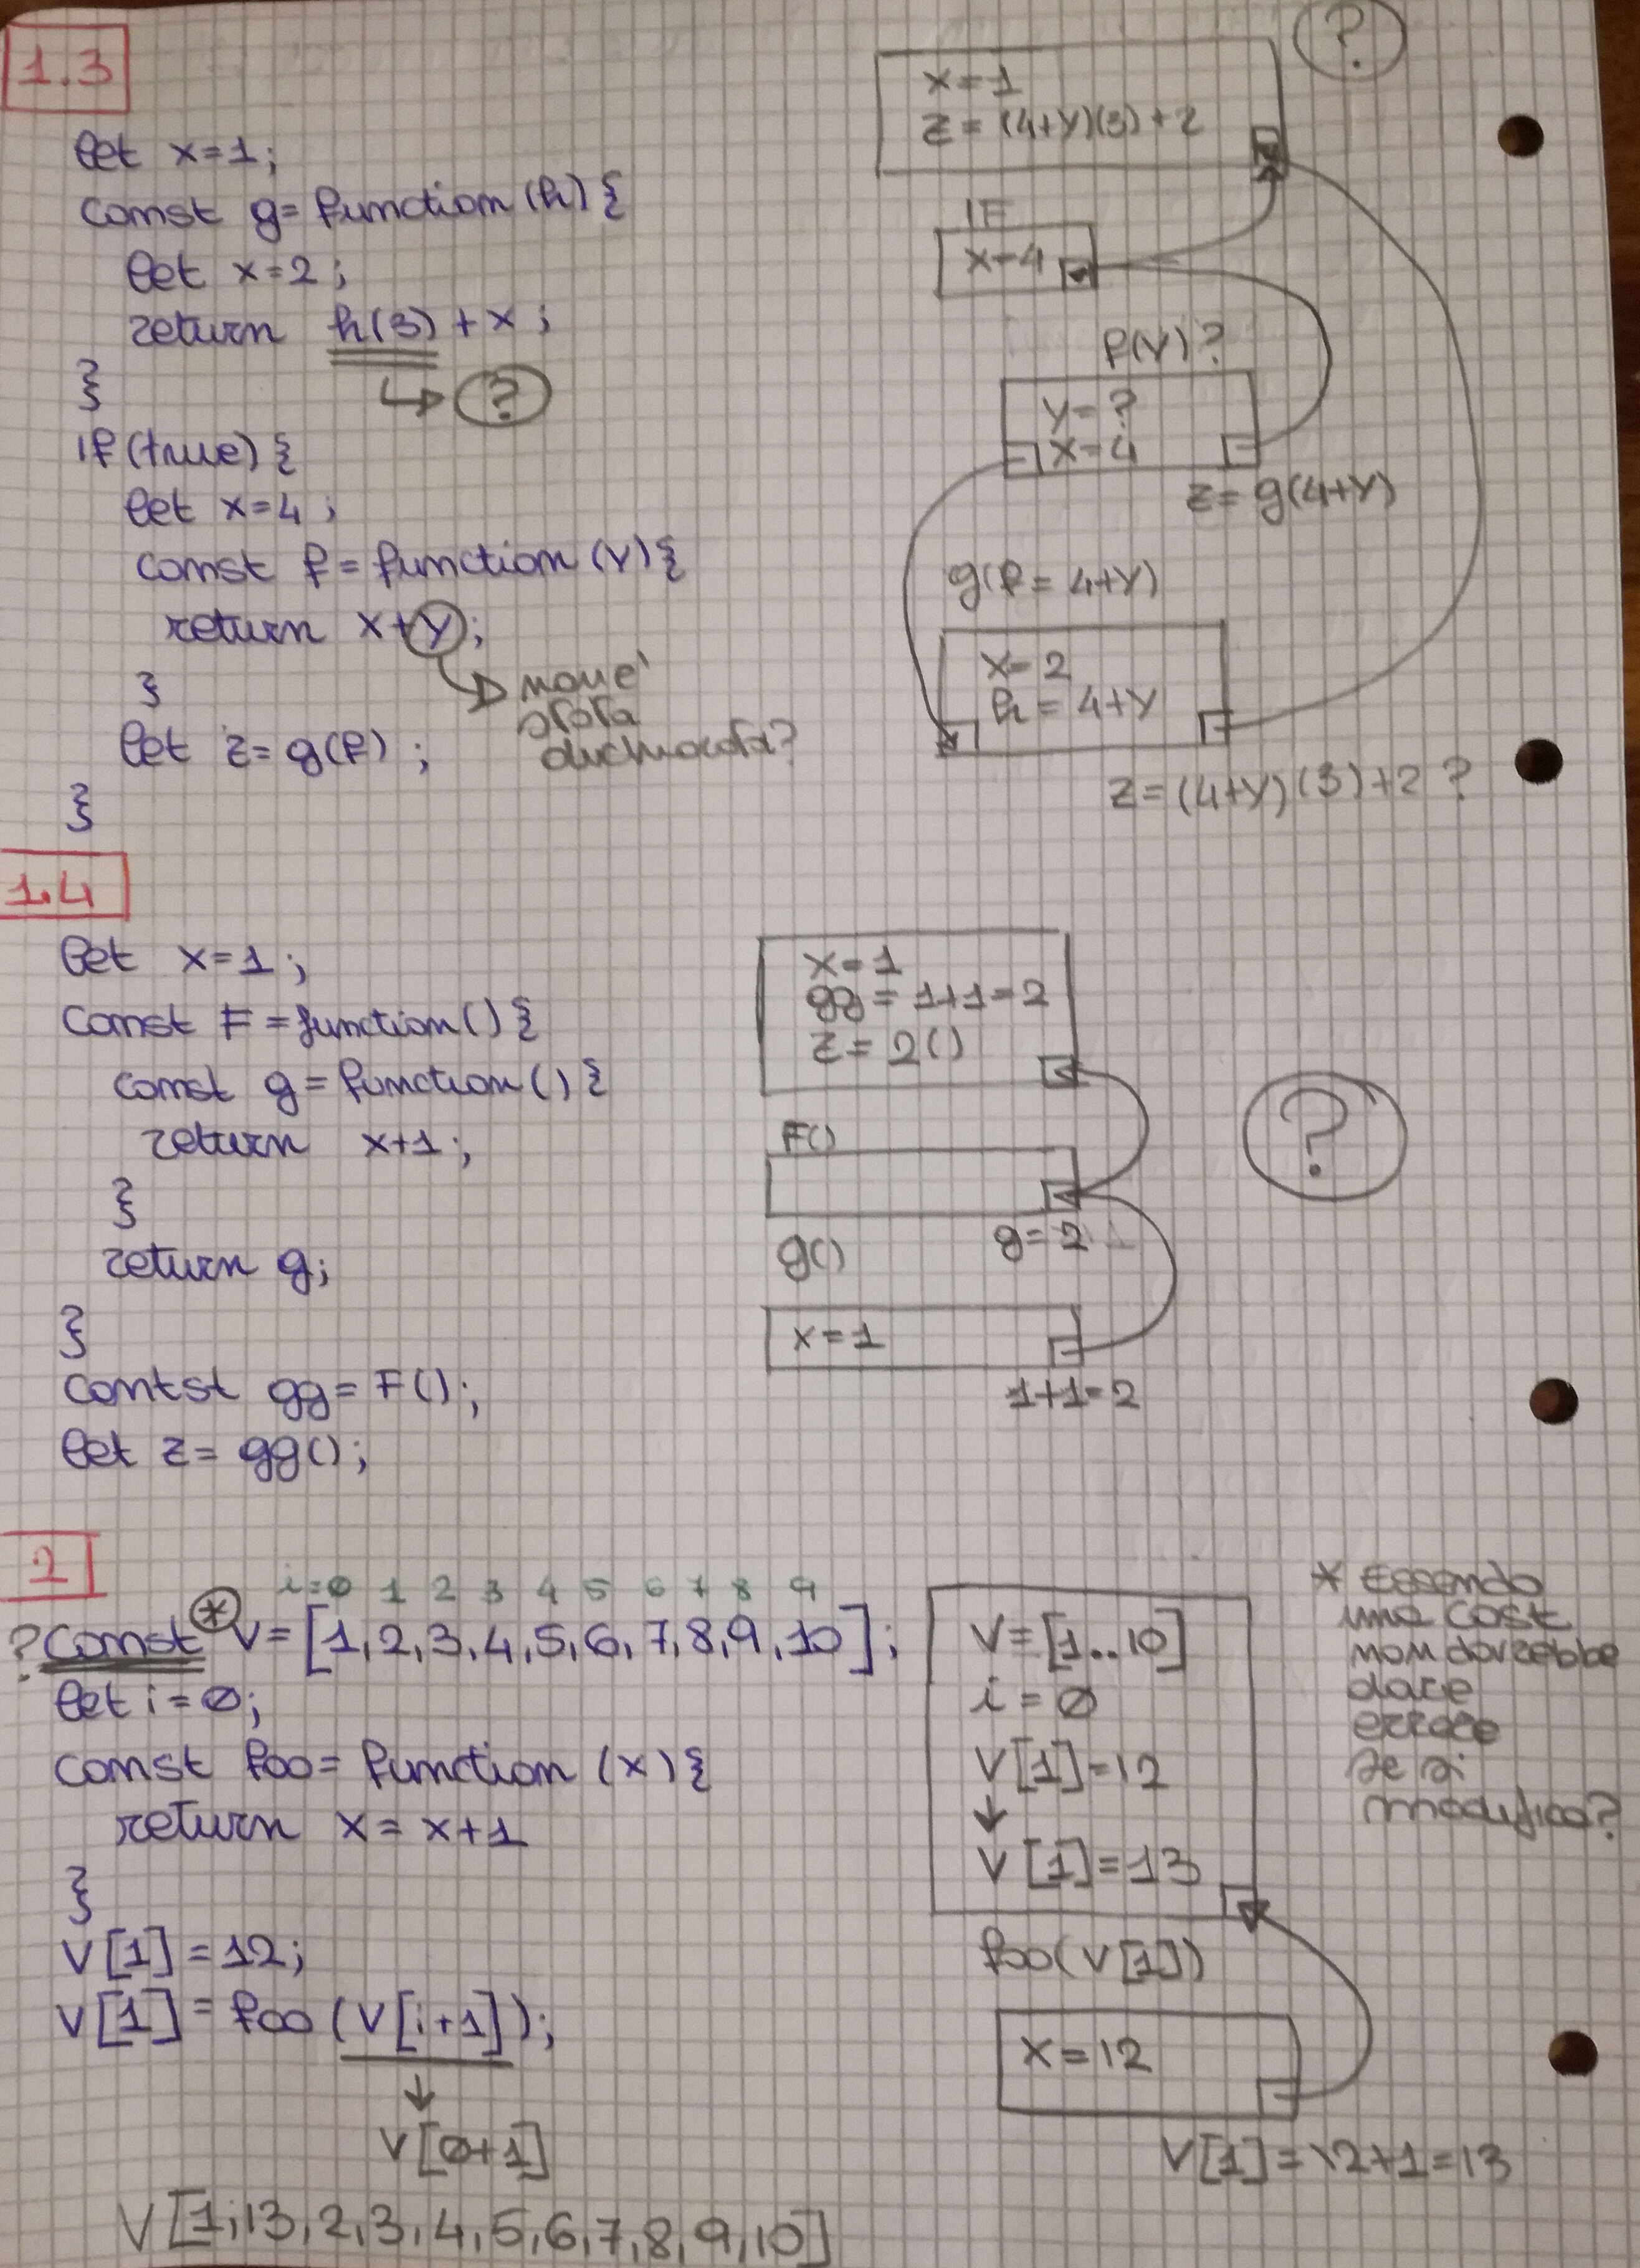 1.3
let x=1;
const g= function (h) {
let x=2;
return h(3) + x;
}
?
if (true) {
let x=4;
const f = function (y) {
return x+y;
}
non e'
stata
dichiarata?
let z= g(f) ;
}
?
x=1
z = (4+y)(3)+2
IF
x=4
f(y)?
y=?
x=4
z= g(4+y)
g(f = 4+y)
x=2
h = 4+y
z=(4+y)(3)+2 ?
1.4
let x=1;
const F = function() {
const g = function () {
return x+1;
}
return g;
}
contst gg= F();
let z= gg();
x=1
gg = 1+1=2
z= 2()
F()
g=2
g()
x=1
1+1=2
?
2
i=0 1 2 3 4 5 6 7 8 9
? const * V=[1,2,3,4,5,6,7,8,9,10];
let i=0;
const foo= function (x){
return x= x+1
}
V[1]=12;
V[1]= foo (V[i+1]);
V[0+1]
V[1;13,2,3,4,5,6,7,8,9,10]
V=[1..10]
i=0
V[1]=12
V[1]=13
foo(V[1])
x=12
V[1]=12+1=13
* Essendo
una cost
non dovrebbe
dare
errore
se si
modifica?